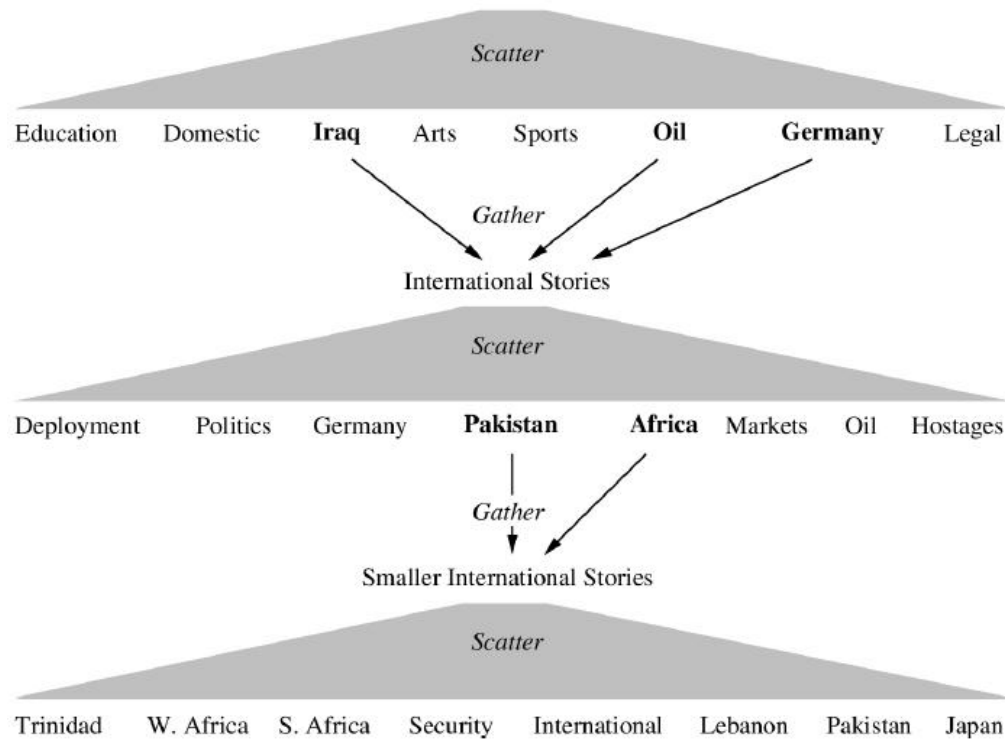 Scatter
Education Domestic Iraq Arts Sports Oil Germany Legal
Gather
International Stories
Scatter
Deployment Politics Germany Pakistan Africa Markets Oil Hostages
Gather
Smaller International Stories
Scatter
Trinidad W. Africa S. Africa Security International Lebanon Pakistan Japan